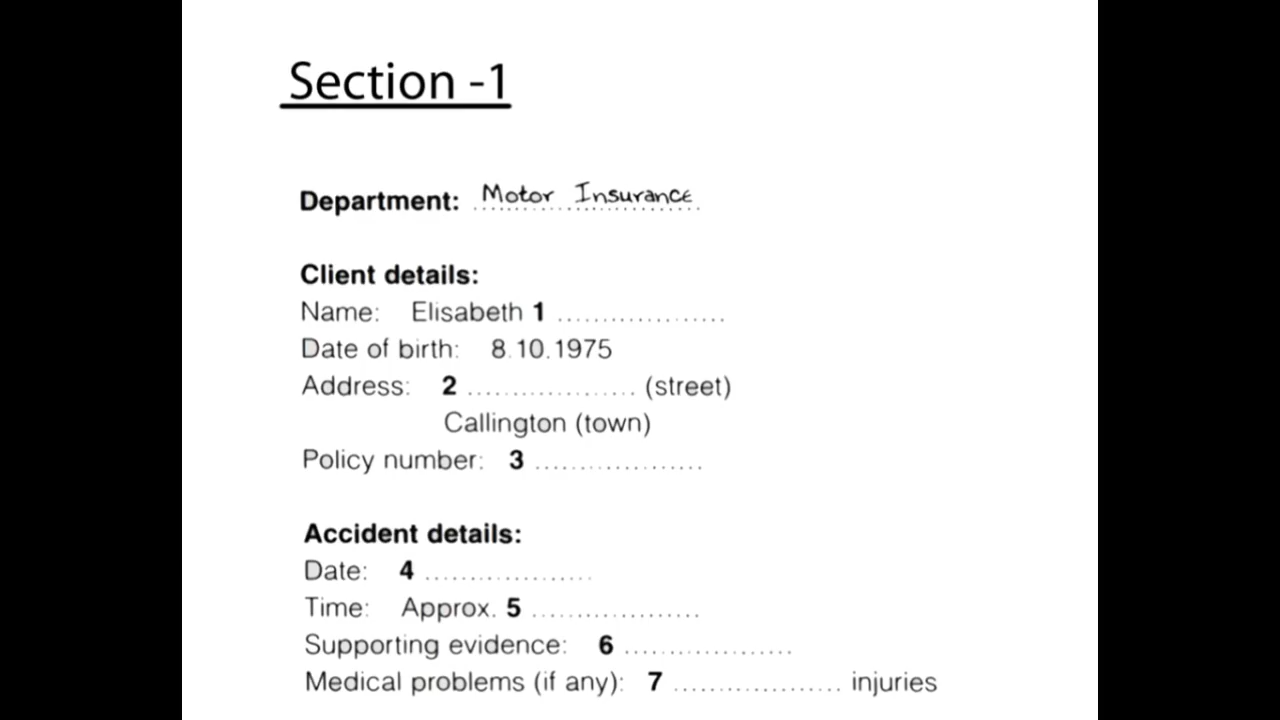 Section -1
Department: Motor Insurance
Client details:
Name: Elisabeth 1 ...................
Date of birth: 8.10.1975
Address: 2 ................... (street)
Callington (town)
Policy number: 3 ...................
Accident details:
Date: 4 ...................
Time: Approx. 5 ...................
Supporting evidence: 6 ...................
Medical problems (if any): 7 ................... injuries